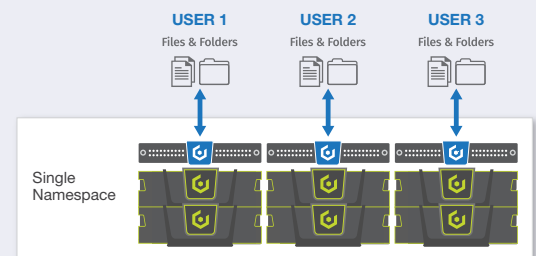 USER 1
USER 2
USER 3
Files & Folders
Files & Folders
Files & Folders
Single
Namespace